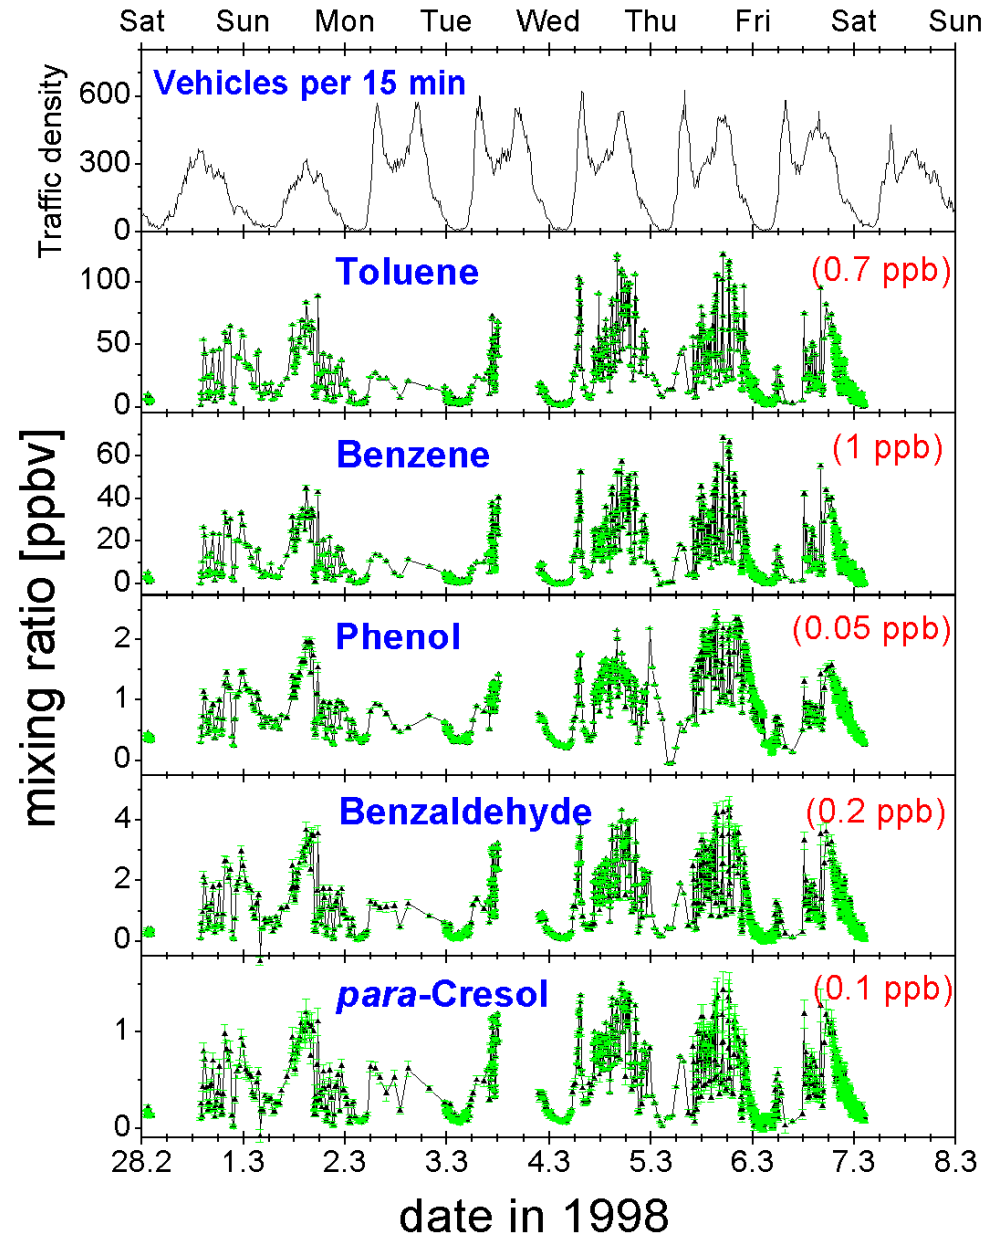 Sat Sun Mon Tue Wed Thu Fri Sat Sun
Traffic density
600
300
0
Vehicles per 15 min
mixing ratio [ppbv]
100
50
0
Toluene
(0.7 ppb)
60
40
20
0
Benzene
(1 ppb)
2
1
0
Phenol
(0.05 ppb)
4
2
0
Benzaldehyde
(0.2 ppb)
1
0
para-Cresol
(0.1 ppb)
28.2 1.3 2.3 3.3 4.3 5.3 6.3 7.3 8.3
date in 1998